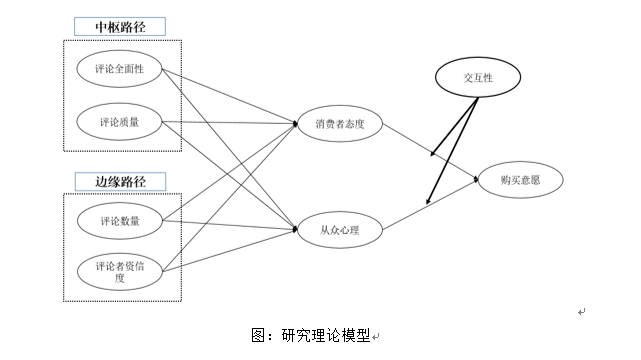 中枢路径
评论全面性
评论质量
边缘路径
评论数量
评论者资信
度
消费者态度
从众心理
交互性
购买意愿
图：研究理论模型